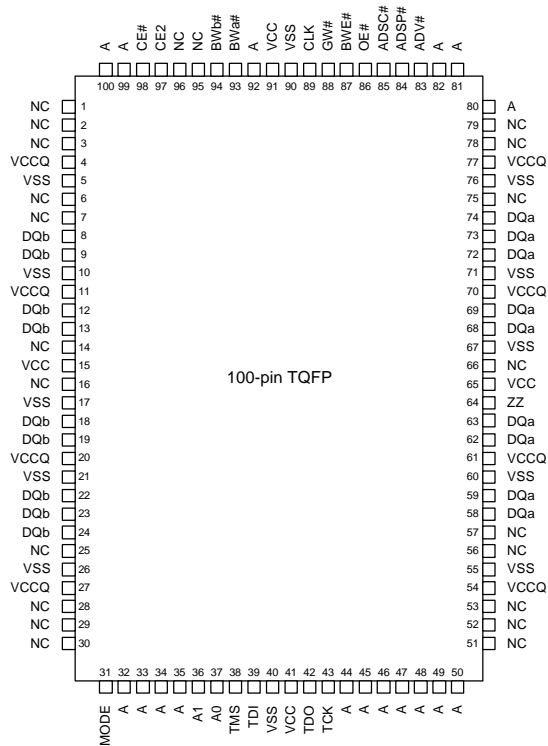 A A CE# CE2 NC NC BWb# BWa# A VCC VSS CLK GW# BWE# OE# ADSC# ADSP# ADV# A A
100 99 98 97 96 95 94 93 92 91 90 89 88 87 86 85 84 83 82 81
NC 1 80 A
NC 2 79 NC
NC 3 78 NC
VCCQ 4 77 VCCQ
VSS 5 76 VSS
NC 6 75 NC
NC 7 74 DQa
DQb 8 73 DQa
DQb 9 72 DQa
VSS 10 71 VSS
VCCQ 11 70 VCCQ
DQb 12 69 DQa
DQb 13 68 DQa
NC 14 67 VSS
VCC 15 66 NC
NC 16 65 VCC
VSS 17 64 ZZ
DQb 18 63 DQa
DQb 19 62 DQa
VCCQ 20 61 VCCQ
VSS 21 60 VSS
DQb 22 59 DQa
DQb 23 58 DQa
DQb 24 57 NC
NC 25 56 NC
VSS 26 55 VSS
VCCQ 27 54 VCCQ
NC 28 53 NC
NC 29 52 NC
NC 30 51 NC
100-pin TQFP
31 32 33 34 35 36 37 38 39 40 41 42 43 44 45 46 47 48 49 50
MODE A A A A A1 A0 TMS TDI VSS VCC TDO TCK A A A A A A A